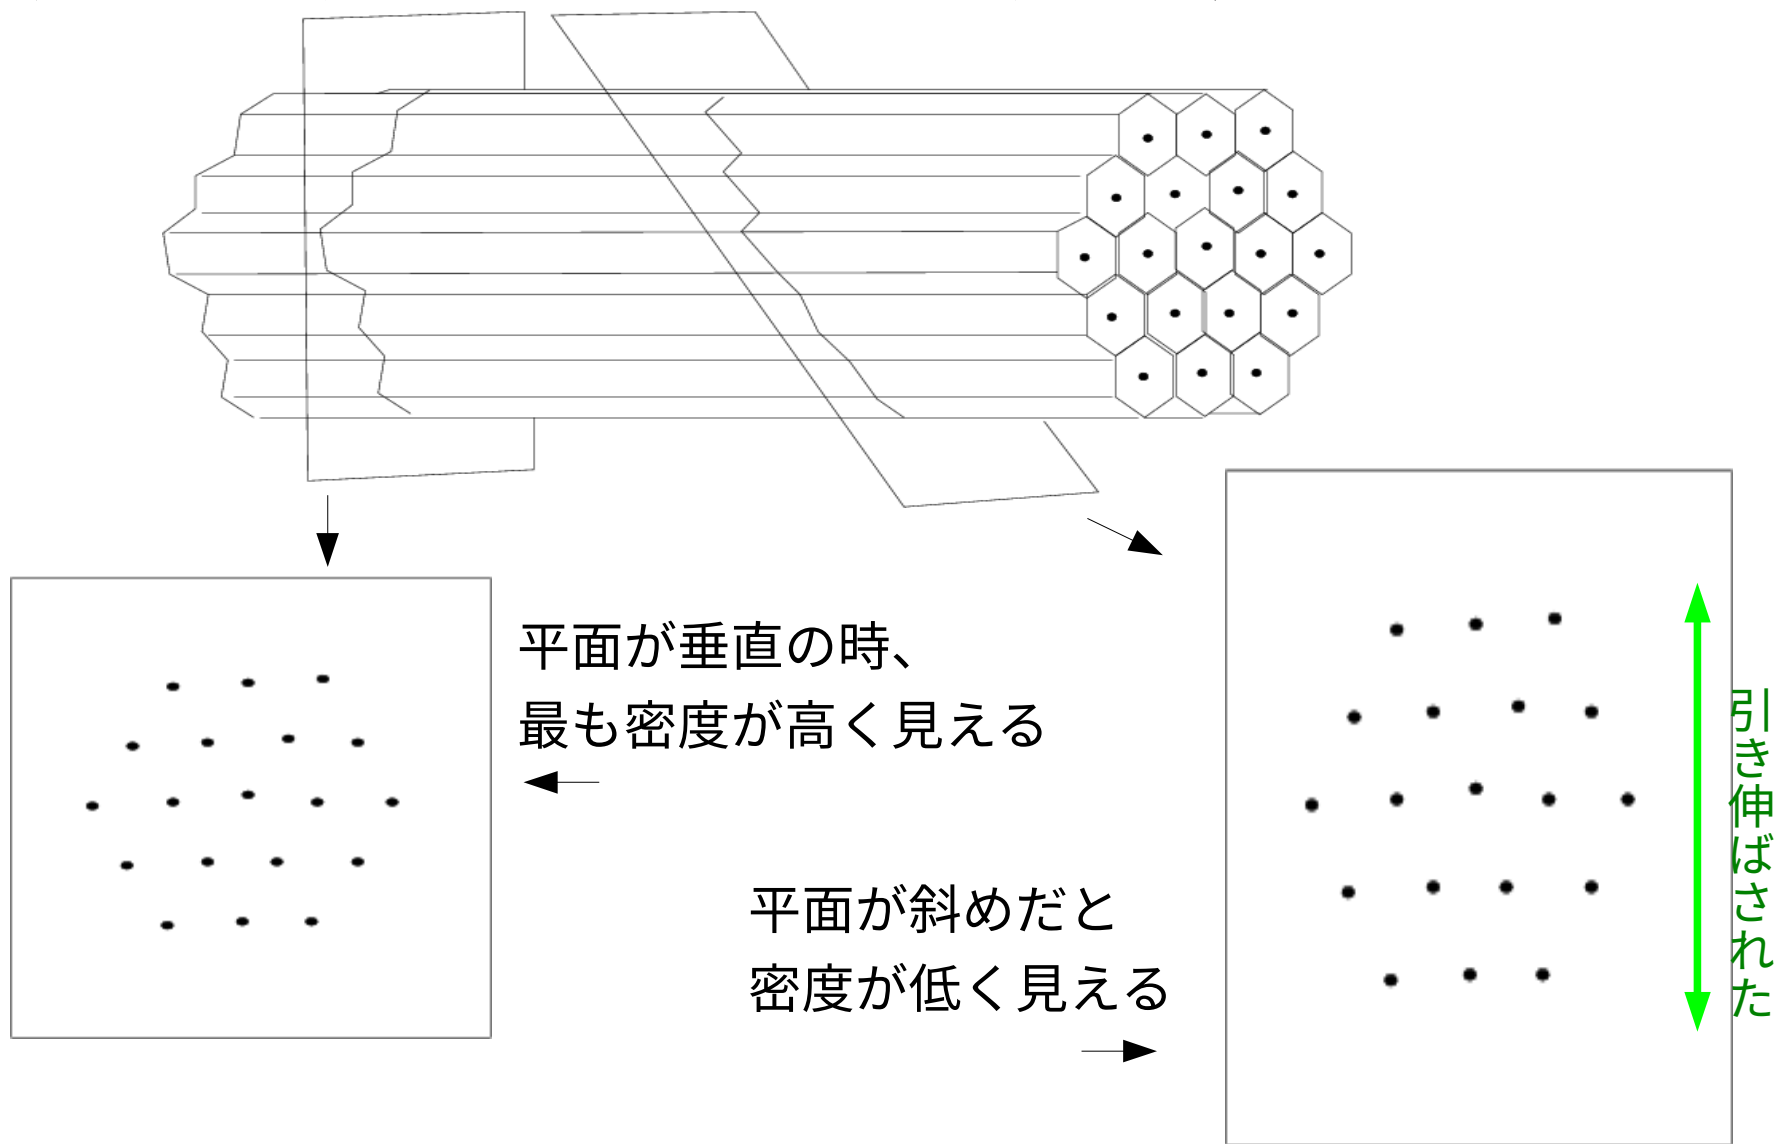 平面が垂直の時、
最も密度が高く見える
平面が斜めだと
密度が低く見える
引き伸ばされた